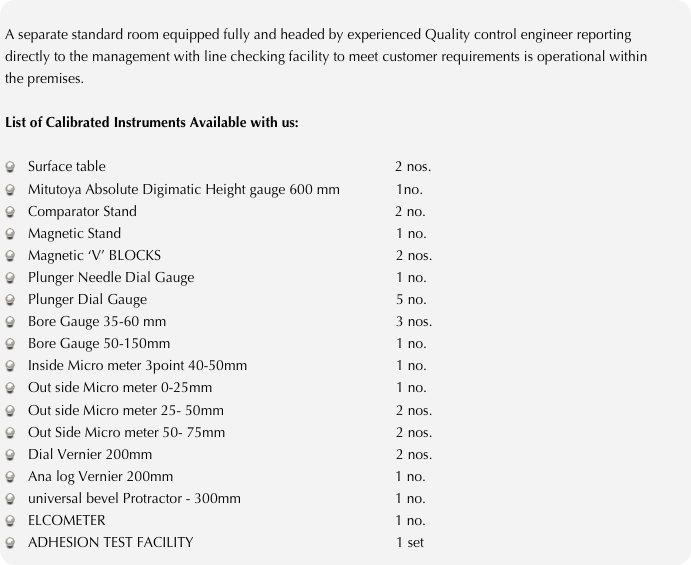 A separate standard room equipped fully and headed by experienced Quality control engineer reporting
directly to the management with line checking facility to meet customer requirements is operational within
the premises.
List of Calibrated Instruments Available with us:
Surface table 2 nos.
Mitutoya Absolute Digimatic Height gauge 600 mm 1no.
Comparator Stand 2 no.
Magnetic Stand 1 no.
Magnetic ‘V’ BLOCKS 2 nos.
Plunger Needle Dial Gauge 1 no.
Plunger Dial Gauge 5 no.
Bore Gauge 35-60 mm 3 nos.
Bore Gauge 50-150mm 1 no.
Inside Micro meter 3point 40-50mm 1 no.
Out side Micro meter 0-25mm 1 no.
Out side Micro meter 25- 50mm 2 nos.
Out Side Micro meter 50- 75mm 2 nos.
Dial Vernier 200mm 2 nos.
Ana log Vernier 200mm 1 no.
universal bevel Protractor - 300mm 1 no.
ELCOMETER 1 no.
ADHESION TEST FACILITY 1 set